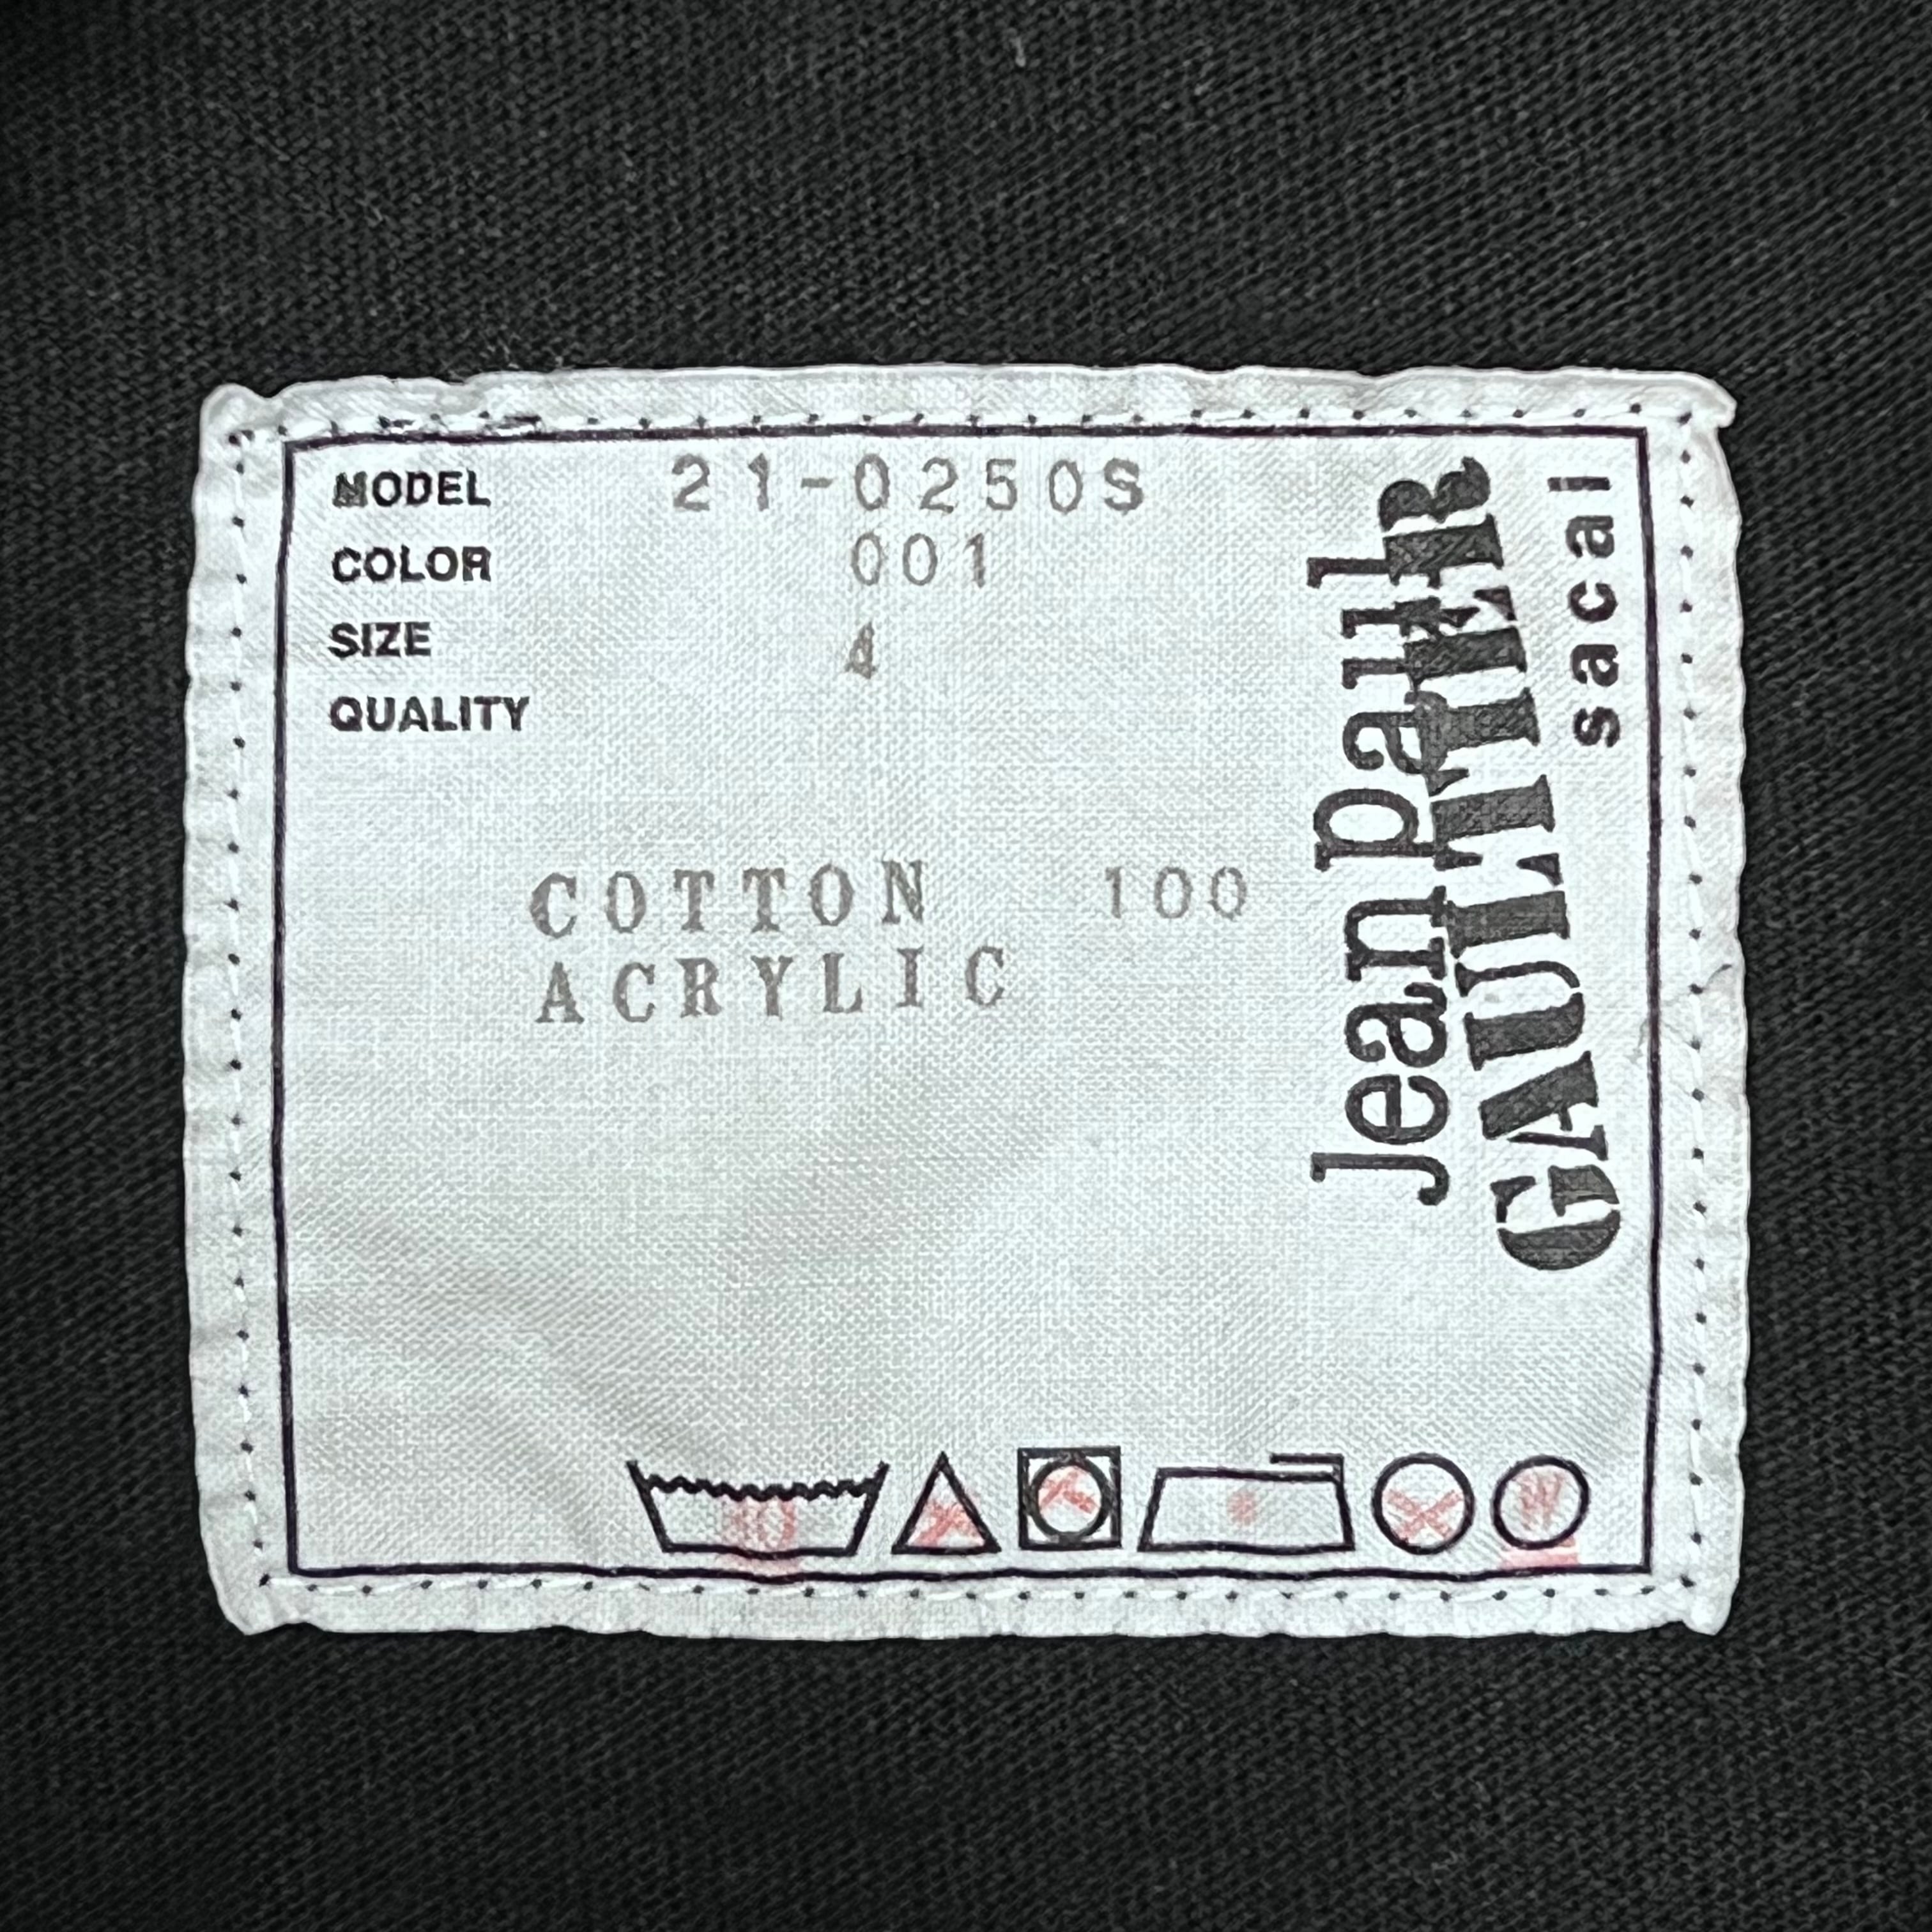 MODEL 21-0250S
COLOR 001
SIZE 4
QUALITY
COTTON 100
ACRYLIC
Jean Paul
GAULTIER
sacai
W